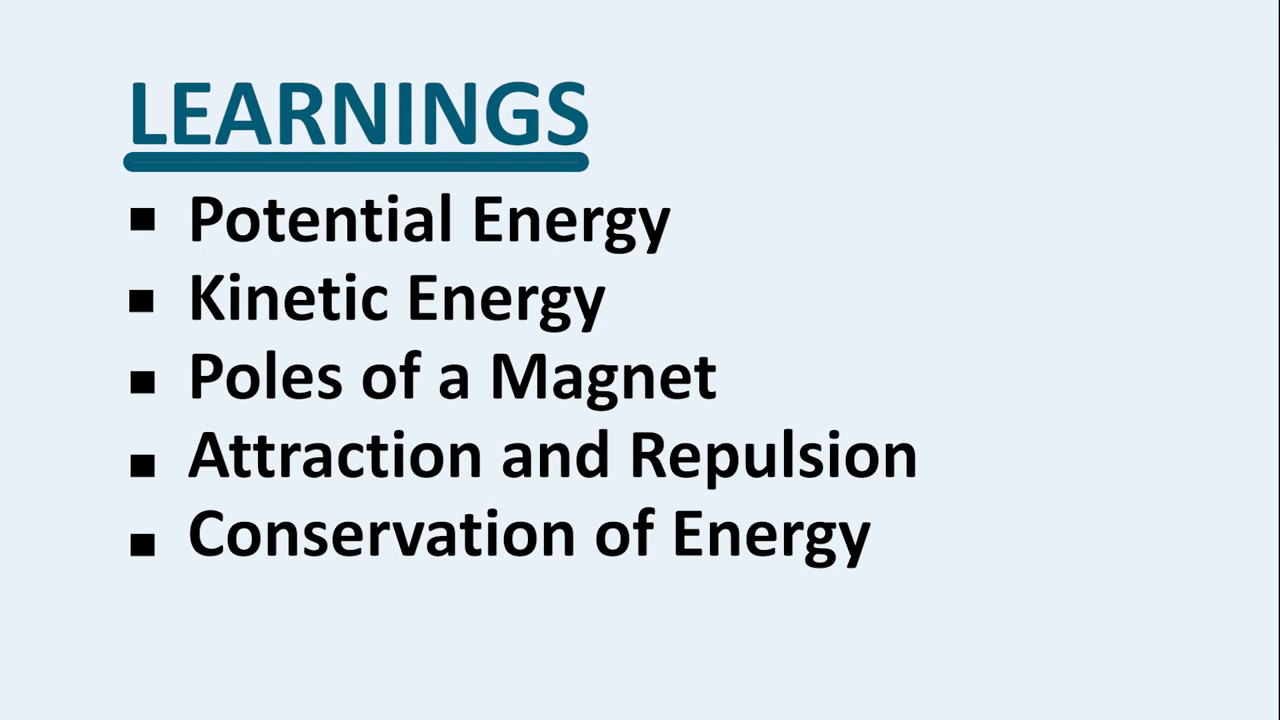 LEARNINGS
▪ Potential Energy
▪ Kinetic Energy
▪ Poles of a Magnet
▪ Attraction and Repulsion
▪ Conservation of Energy